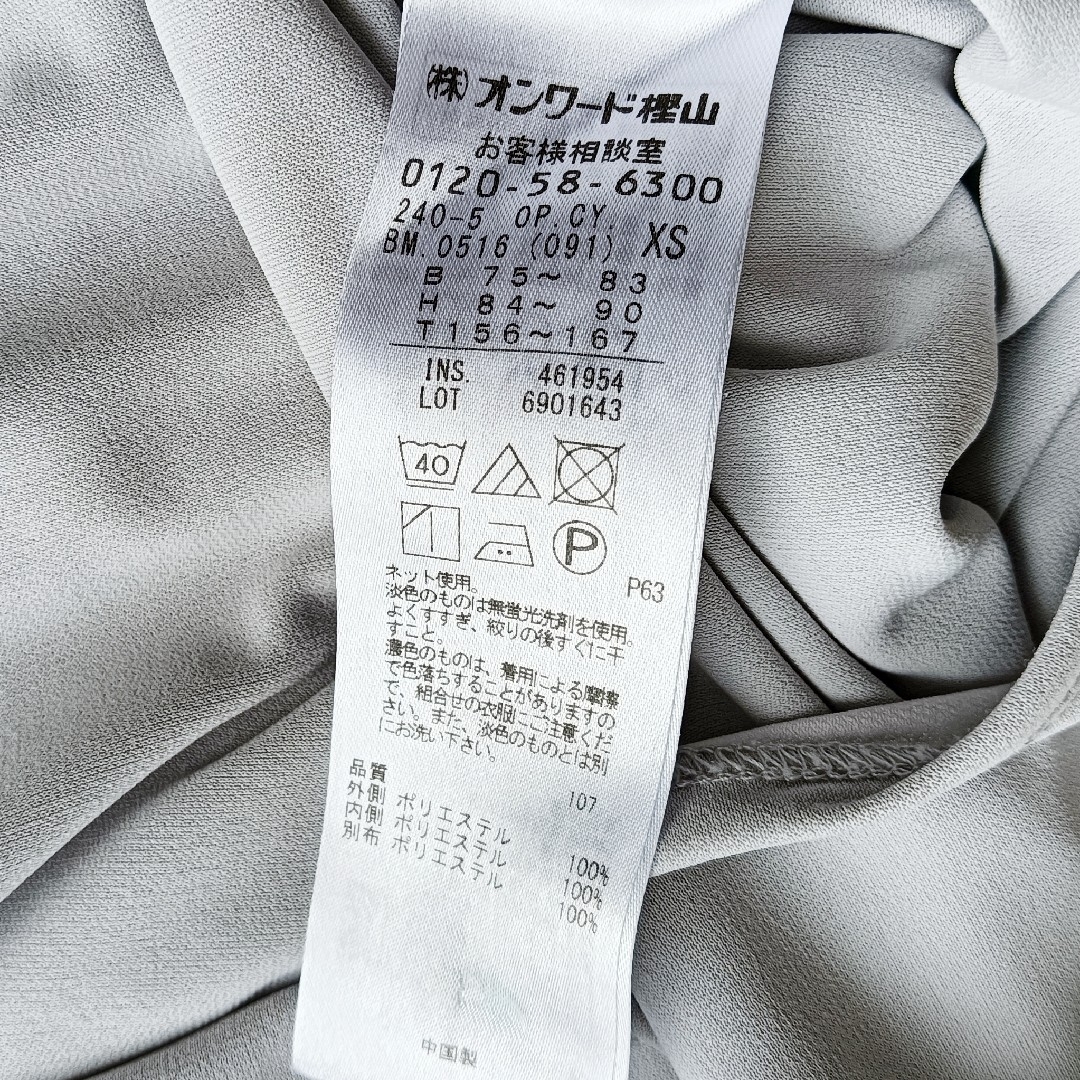 (株)オンワード樫山
お客様相談室
0120-58-6300
240-5 OP.CY.
BM.0516 (091) XS
B 75～ 83
H 84～ 90
T156～167
INS. 461954
LOT 6901643
40
P
P63
ネット使用。
淡色のものは無蛍光洗剤を使用。
よくすすぎ、絞りの後すぐに干
すこと。
濃色のものは、着用による摩擦
で色落ちすることがありますの
で、組合せの衣服にご注意くだ
さい。また、淡色のものとは別
にお洗い下さい。
品質 107
外側 ポリエステル 100%
内側 ポリエステル 100%
別布 ポリエステル 100%
中国製